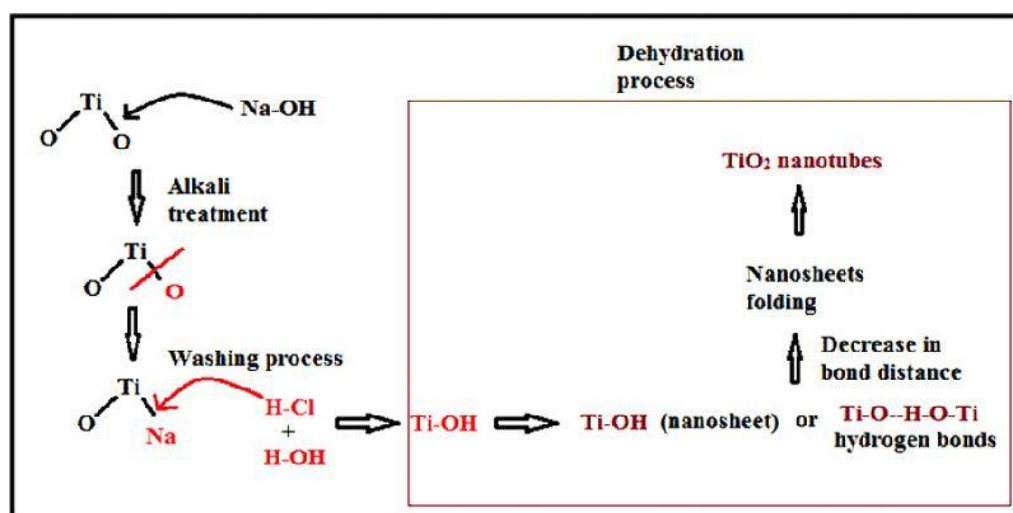 Ti
O
O
Na-OH
Alkali
treatment
Ti
O
O
Washing process
Ti
O
Na
H-Cl
+
H-OH
Dehydration
process
Ti-OH
Ti-OH (nanosheet) or Ti-O--H-O-Ti
hydrogen bonds
Decrease in
bond distance
Nanosheets
folding
TiO₂ nanotubes